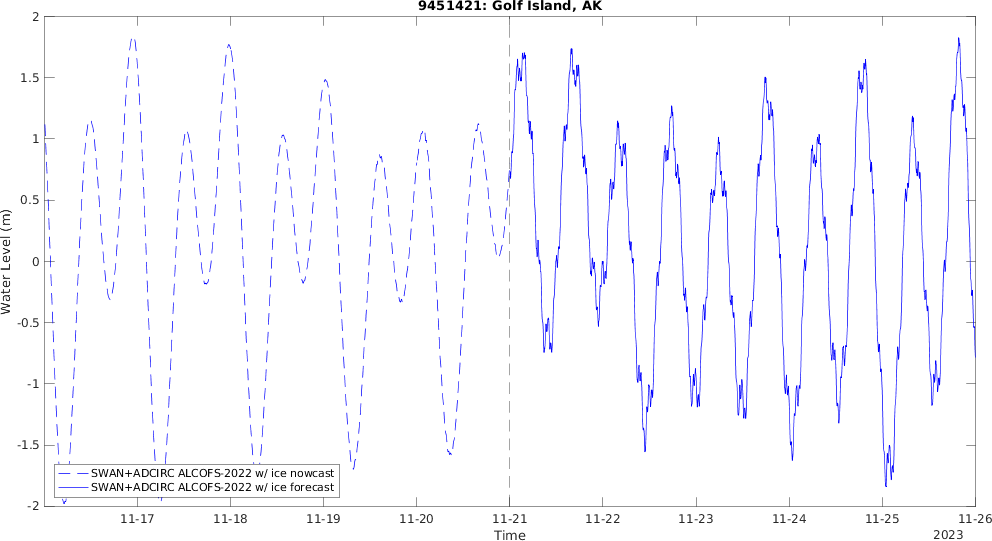 9451421: Golf Island, AK
2
1.5
1
0.5
0
-0.5
-1
-1.5
-2
Water Level (m)
SWAN+ADCIRC ALCOFS-2022 w/ ice nowcast
SWAN+ADCIRC ALCOFS-2022 w/ ice forecast
11-17 11-18 11-19 11-20 11-21 11-22 11-23 11-24 11-25 11-26
Time
2023